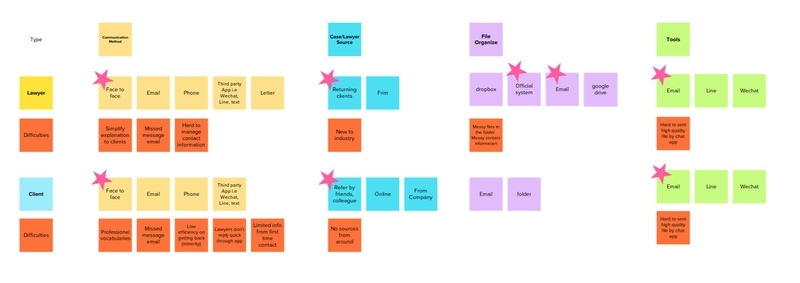 Type
Communication
Method
Case/Lawyer
Source
File
Organize
Tools
Lawyer
Face to
face
Email
Phone
Third party
App i.e
Wechat,
Line, text
Letter
Returning
clients
Frim
dropbox
Official
system
Email
google
drive
Email
Line
Wechat
Difficulties
Simplify
explanation
to clients
Missed
message
email
Hard to
manage
contact
information
New to
industry
Messy files in
the folder
Messy contact
information
Hard to sent
high quality
file by chat
app
Client
Face to
face
Email
Phone
Third party
App i.e
Wechat,
Line, text
Refer by
friends,
colleague
Online
From
Company
Email
folder
Email
Line
Wechat
Difficulties
Professional
vocabularies
Missed
message
email
Low
efficiency on
getting back
(minority)
Lawyers don't
reply quick
through app
Limited info
from first
time
contact
No sources
from
around
Hard to sent
high quality
file by chat
app